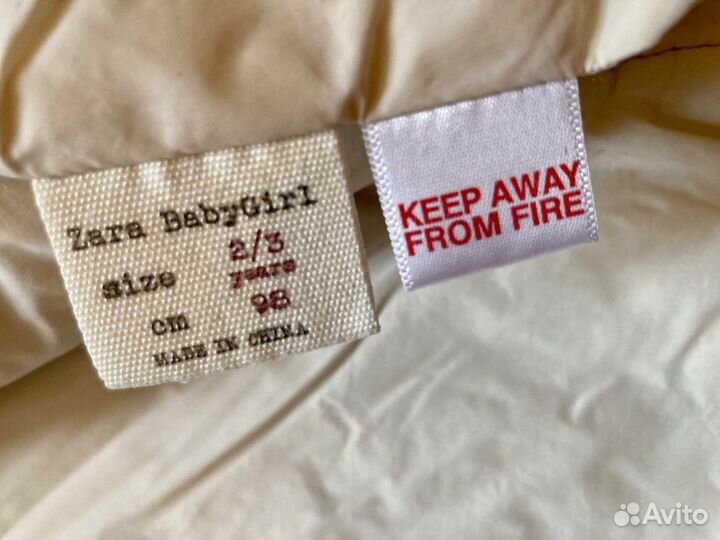 Zara BabyGirl
size 2/3
years
cm 98
MADE IN CHINA
KEEP AWAY
FROM FIRE
Avito